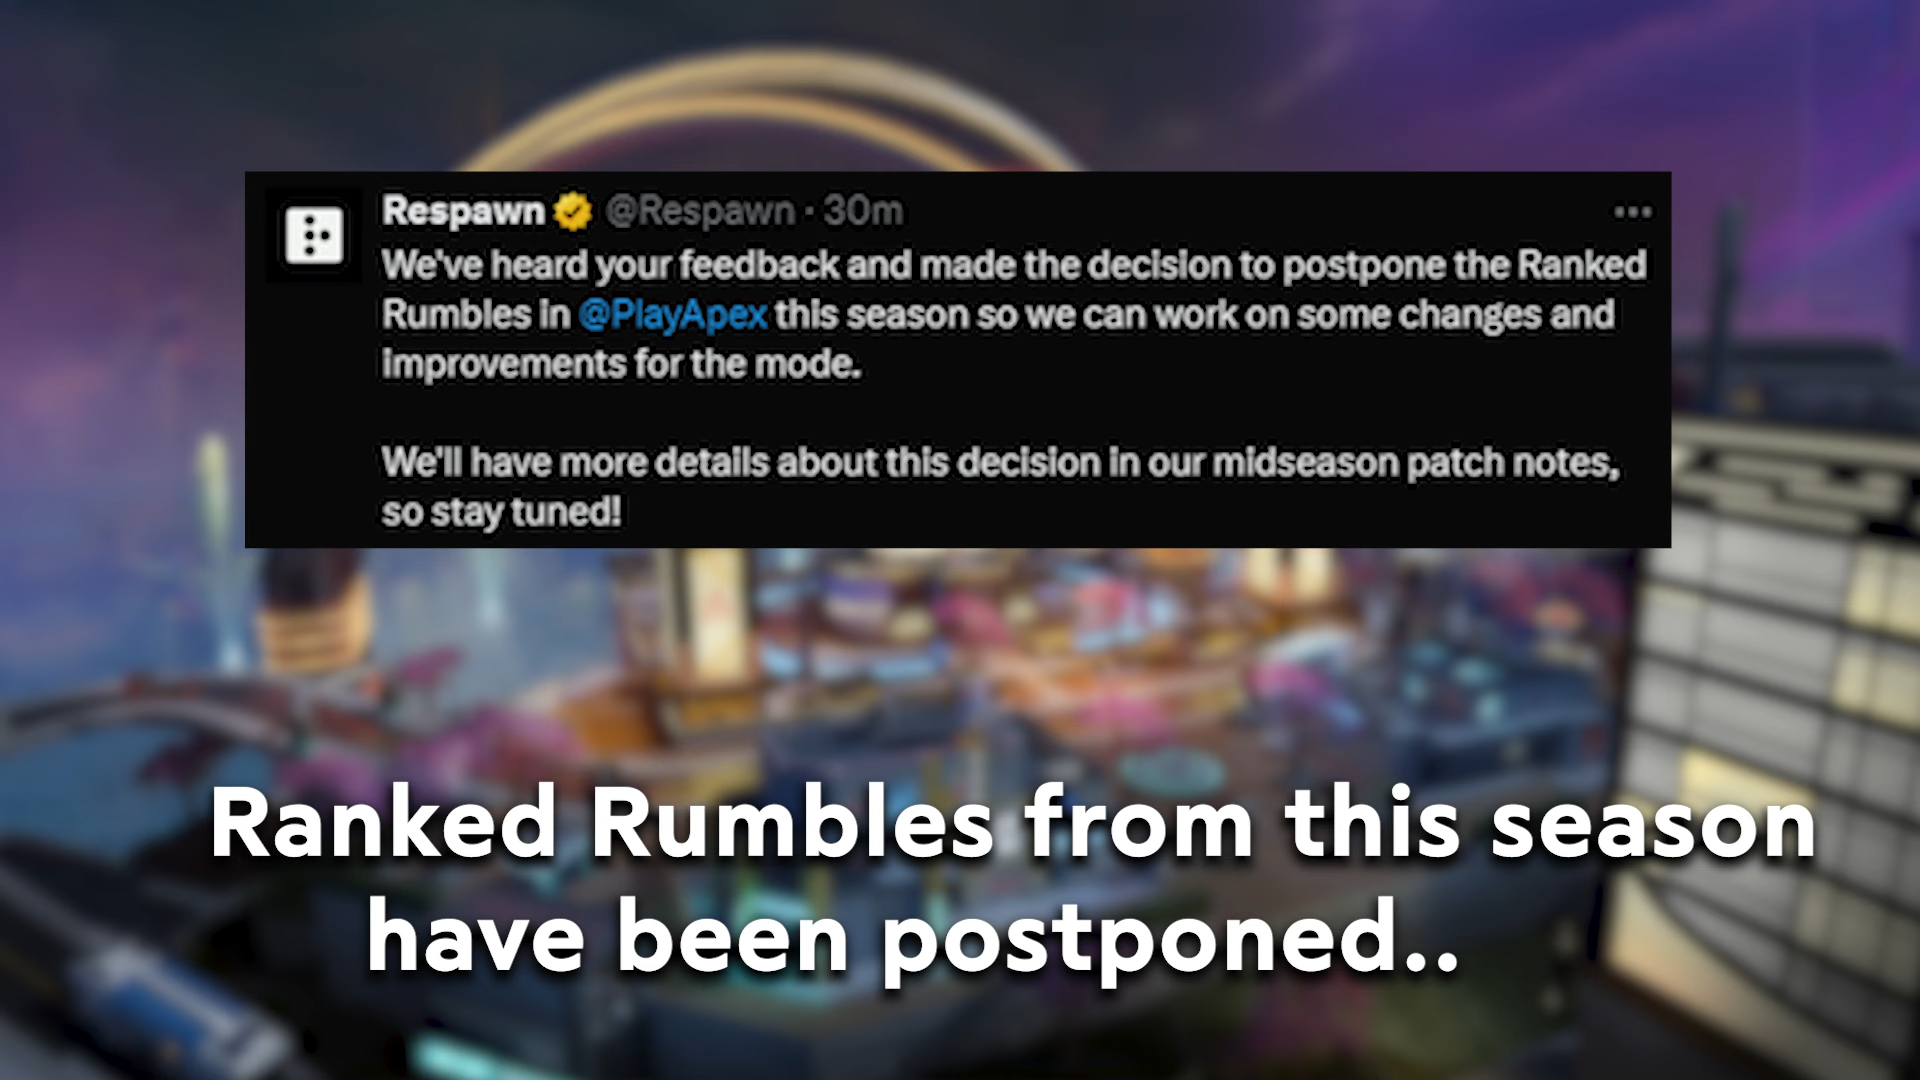 Respawn @Respawn · 30m
We've heard your feedback and made the decision to postpone the Ranked
Rumbles in @PlayApex this season so we can work on some changes and
improvements for the mode.
We'll have more details about this decision in our midseason patch notes,
so stay tuned!
Ranked Rumbles from this season
have been postponed..